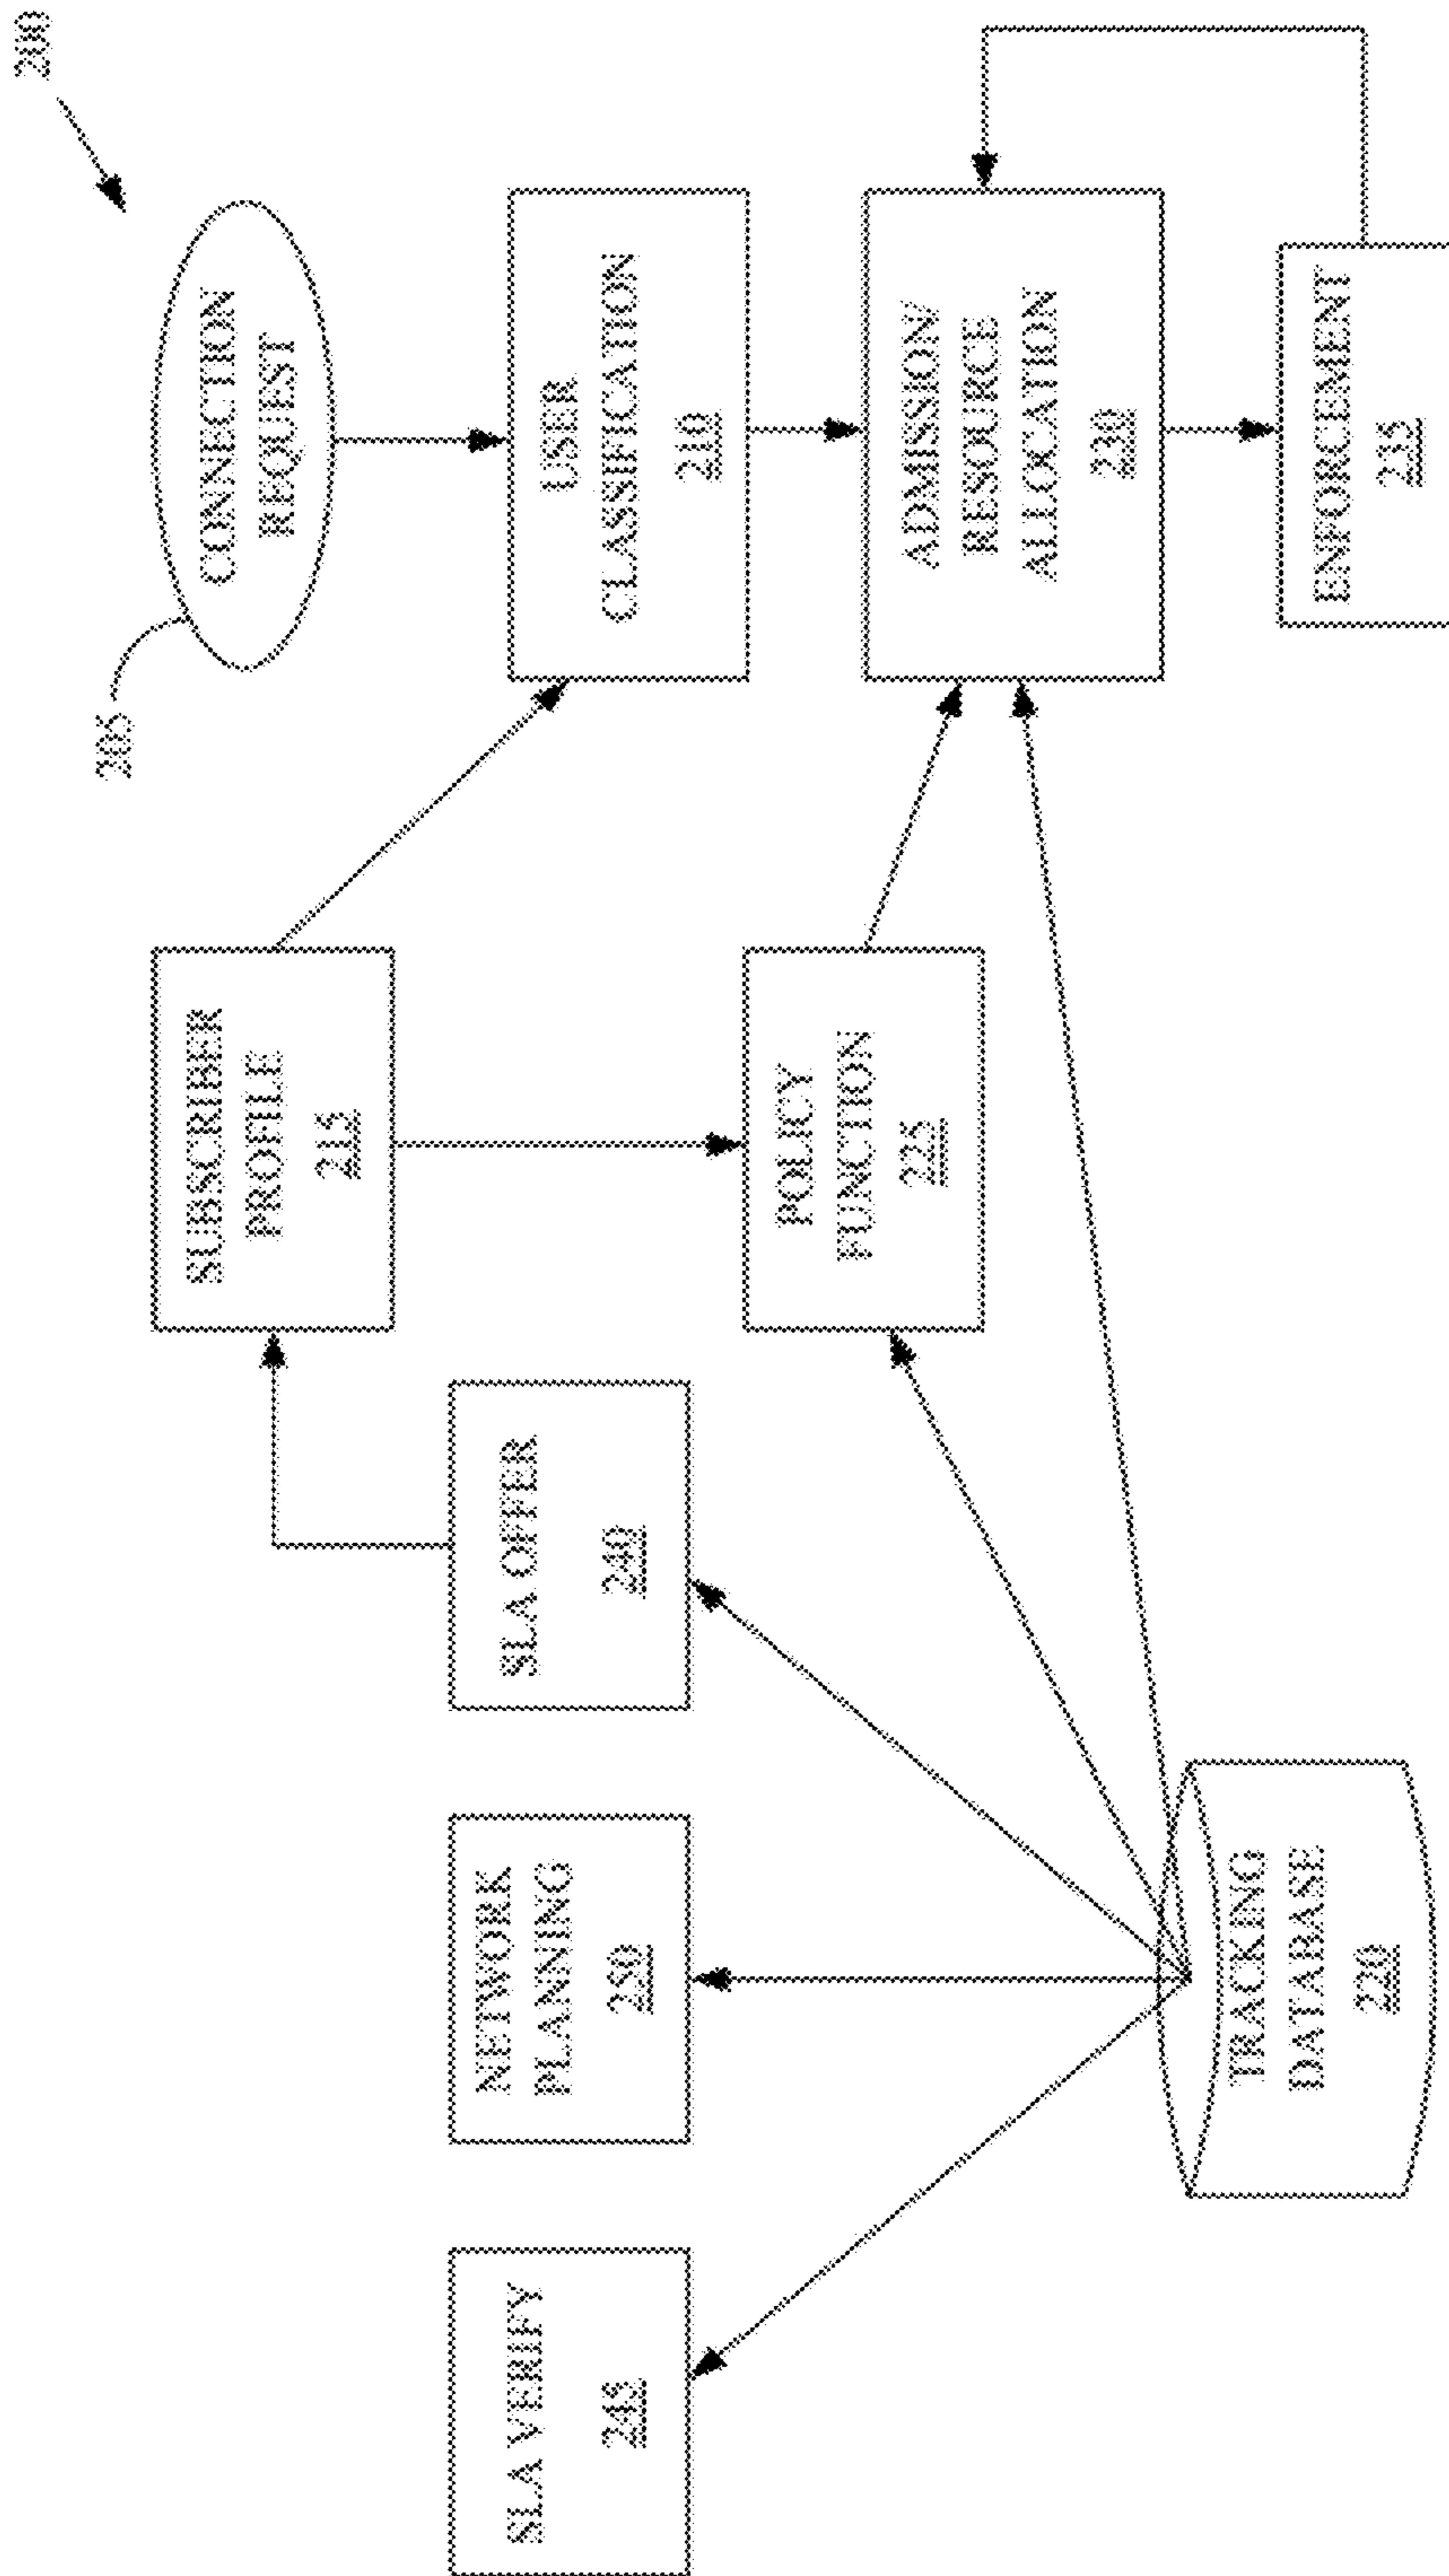 200
205
CONNECTION
REQUEST
SUBSCRIBER
PROFILE
215
USER
CLASSIFICATION
210
SLA VERIFY
245
NETWORK
PLANNING
250
SLA OFFER
240
POLICY
FUNCTION
225
ADMISSION/
RESOURCE
ALLOCATION
230
TRACKING
DATABASE
220
ENFORCEMENT
235